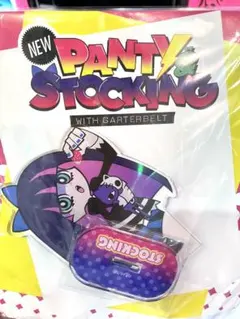 NEW
PANTY &
STOCKING
WITH GARTERBELT
STOCKING